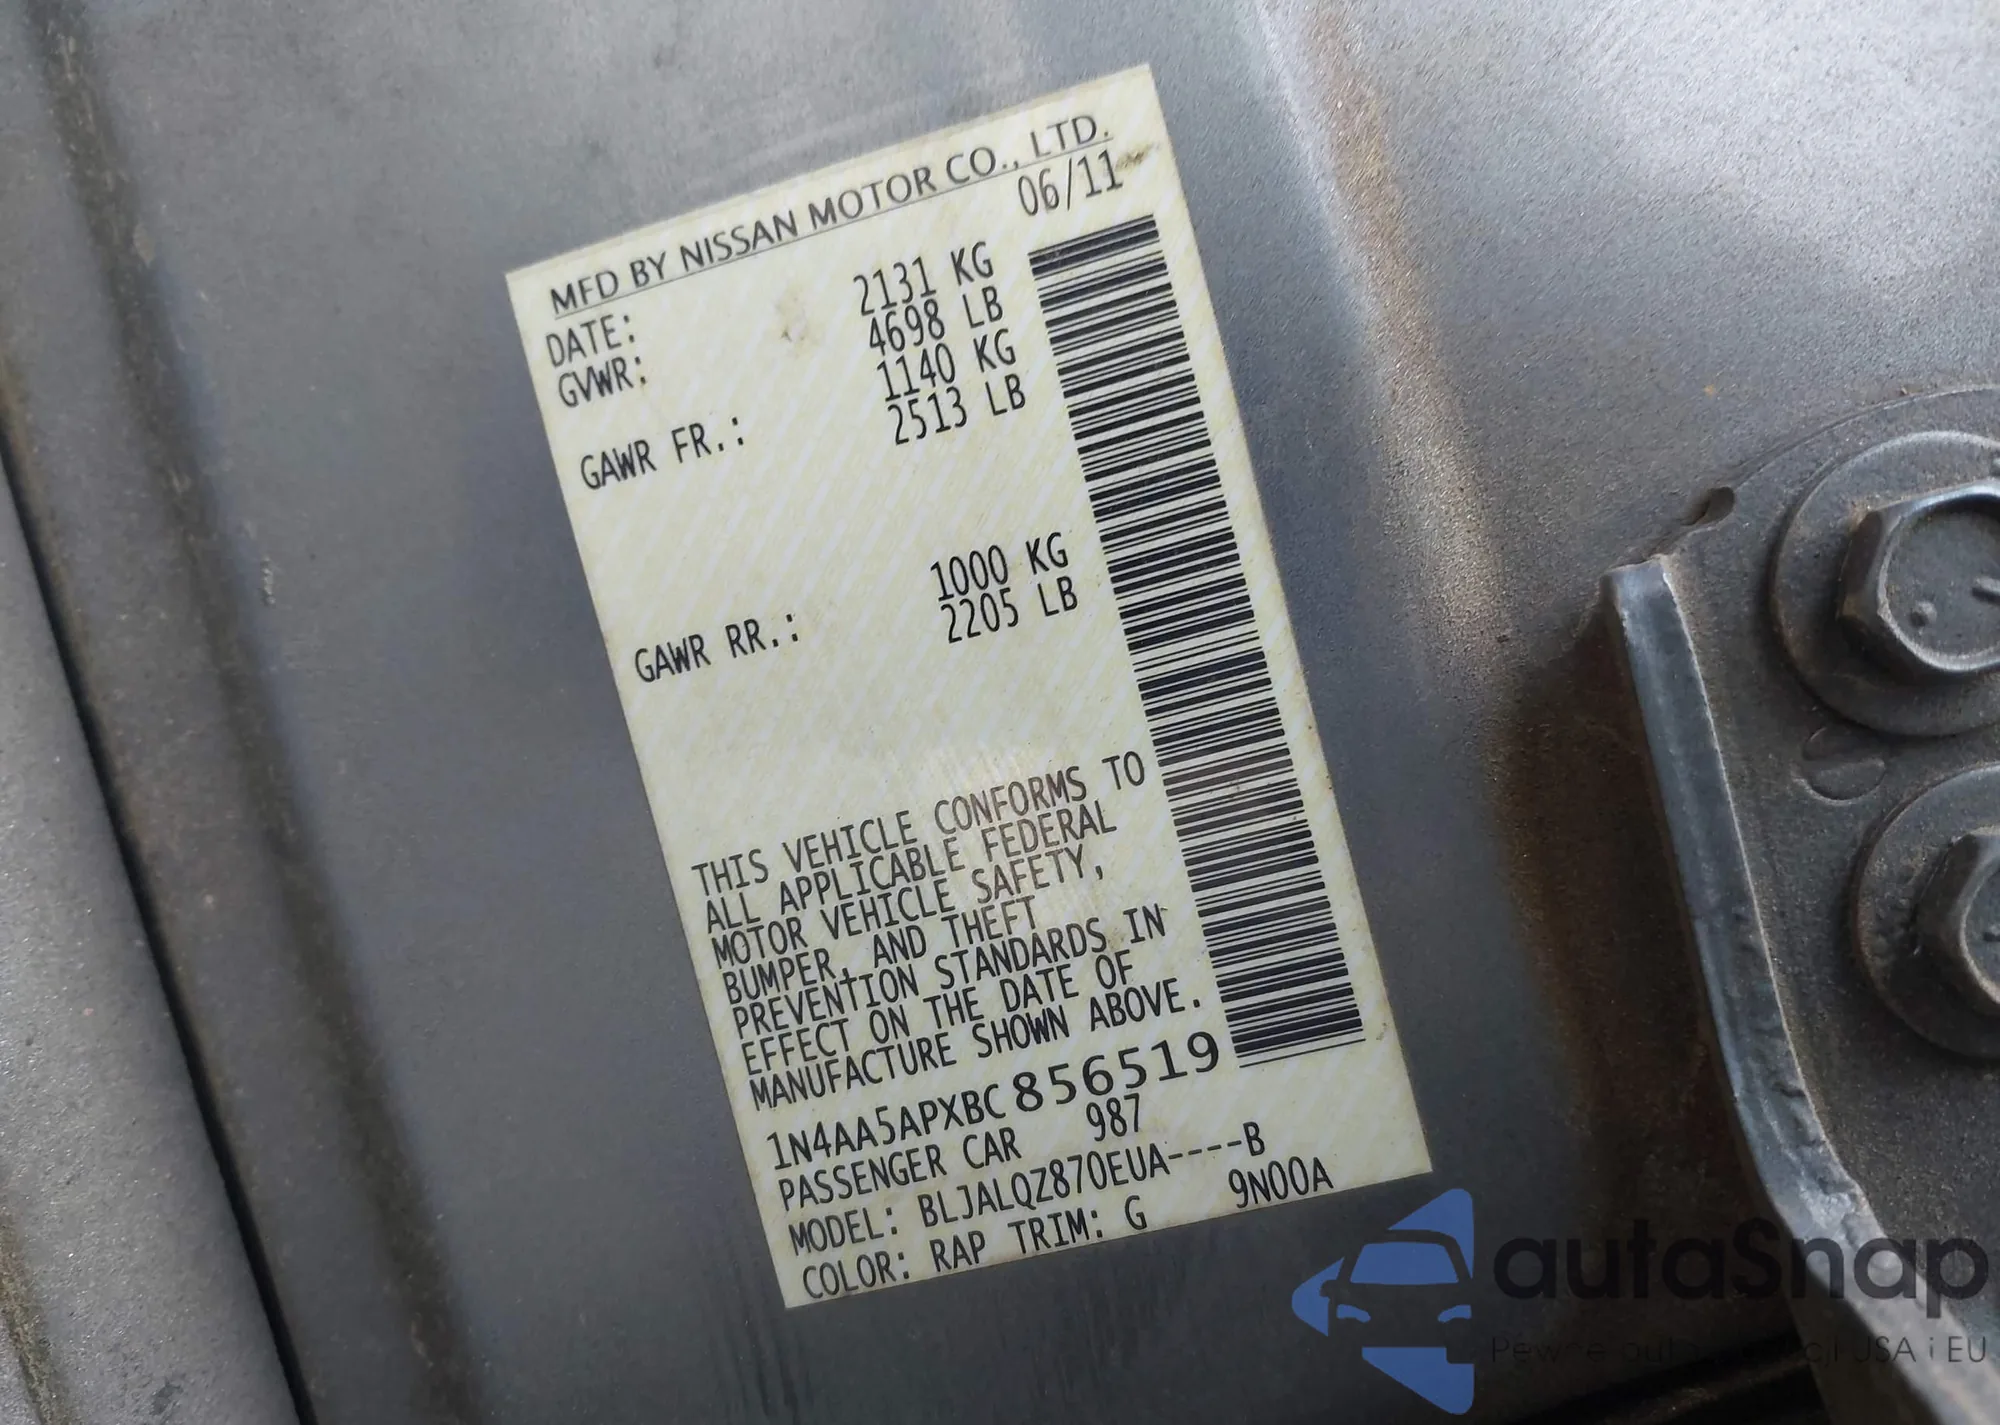 MFD BY NISSAN MOTOR CO., LTD.
DATE: 06/11
GVWR: 2131 KG
4698 LB
GAWR FR.: 1140 KG
2513 LB
GAWR RR.: 1000 KG
2205 LB
THIS VEHICLE CONFORMS TO
ALL APPLICABLE FEDERAL
MOTOR VEHICLE SAFETY,
BUMPER, AND THEFT
PREVENTION STANDARDS IN
EFFECT ON THE DATE OF
MANUFACTURE SHOWN ABOVE.
1N4AA5APXBC856519
PASSENGER CAR 987
MODEL: BLJALQZ870EUA----B
COLOR: RAP TRIM: G 9N00A
autaSnap
USA i EU